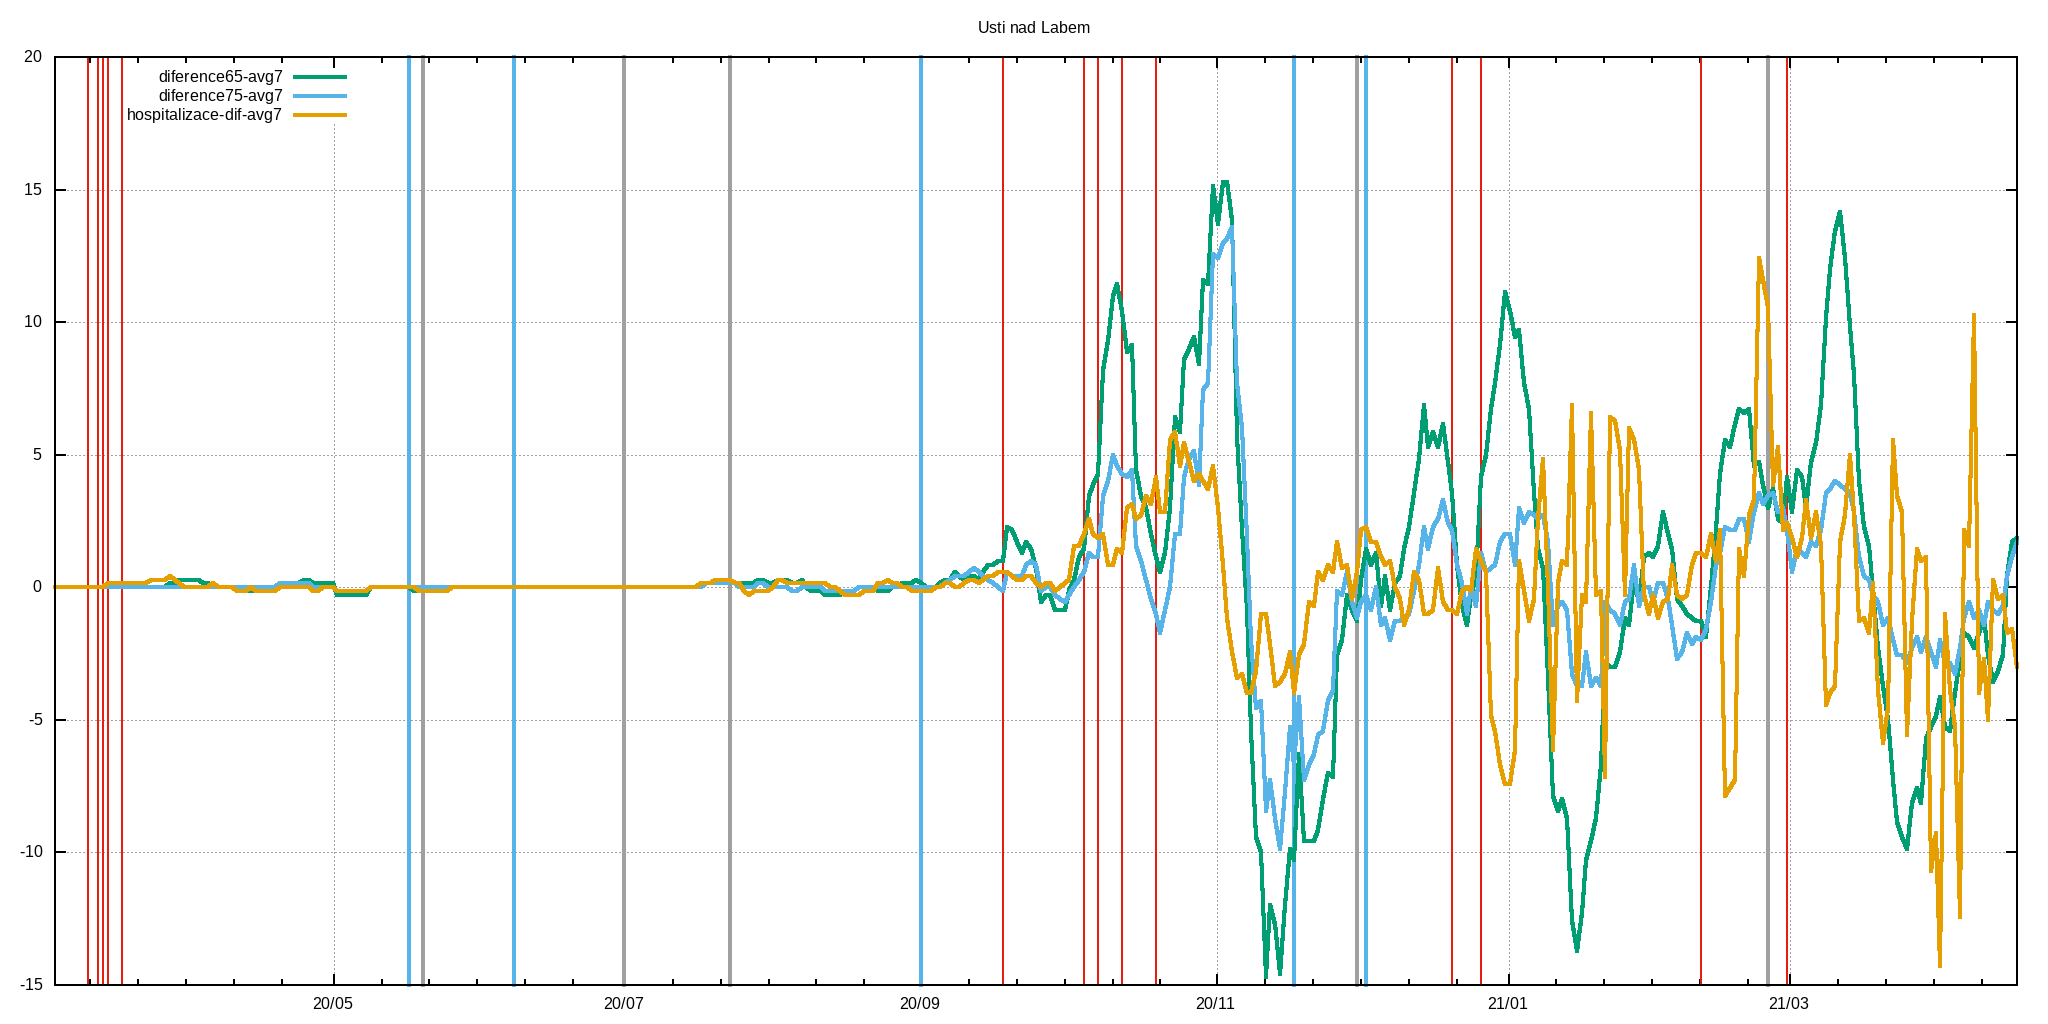 Usti nad Labem
20
diference65-avg7
diference75-avg7
hospitalizace-dif-avg7
15
10
5
0
-5
-10
-15
20/05 20/07 20/09 20/11 21/01 21/03